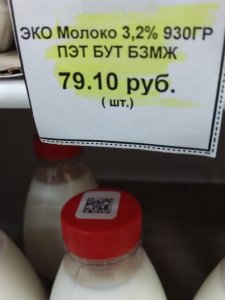 ЭКО Молоко 3,2% 930ГР
ПЭТ БУТ БЗМЖ
79.10 руб.
( шт.)